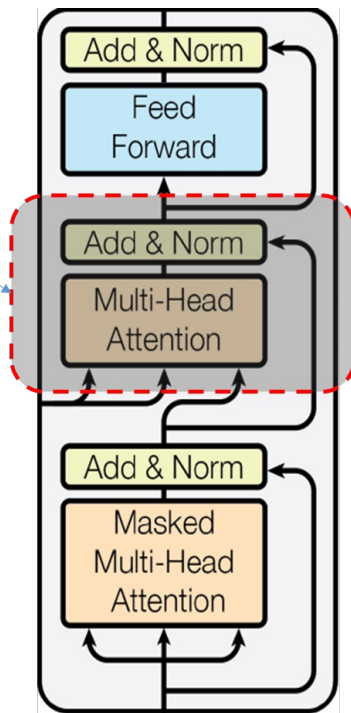 Add & Norm
Feed
Forward
Add & Norm
Multi-Head
Attention
Add & Norm
Masked
Multi-Head
Attention